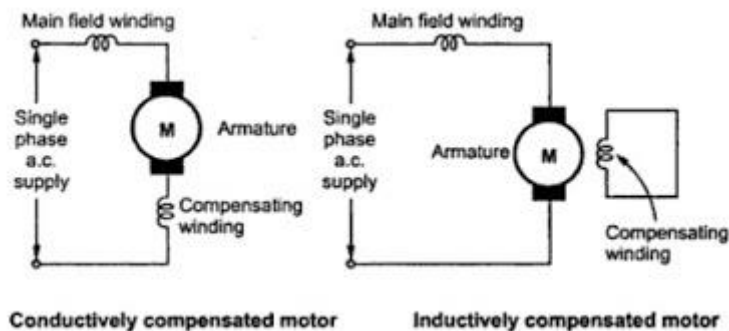 Main field winding
Single
phase
a.c.
supply
M
Armature
Compensating
winding
Conductively compensated motor
Main field winding
Single
phase
a.c.
supply
Armature
M
Compensating
winding
Inductively compensated motor